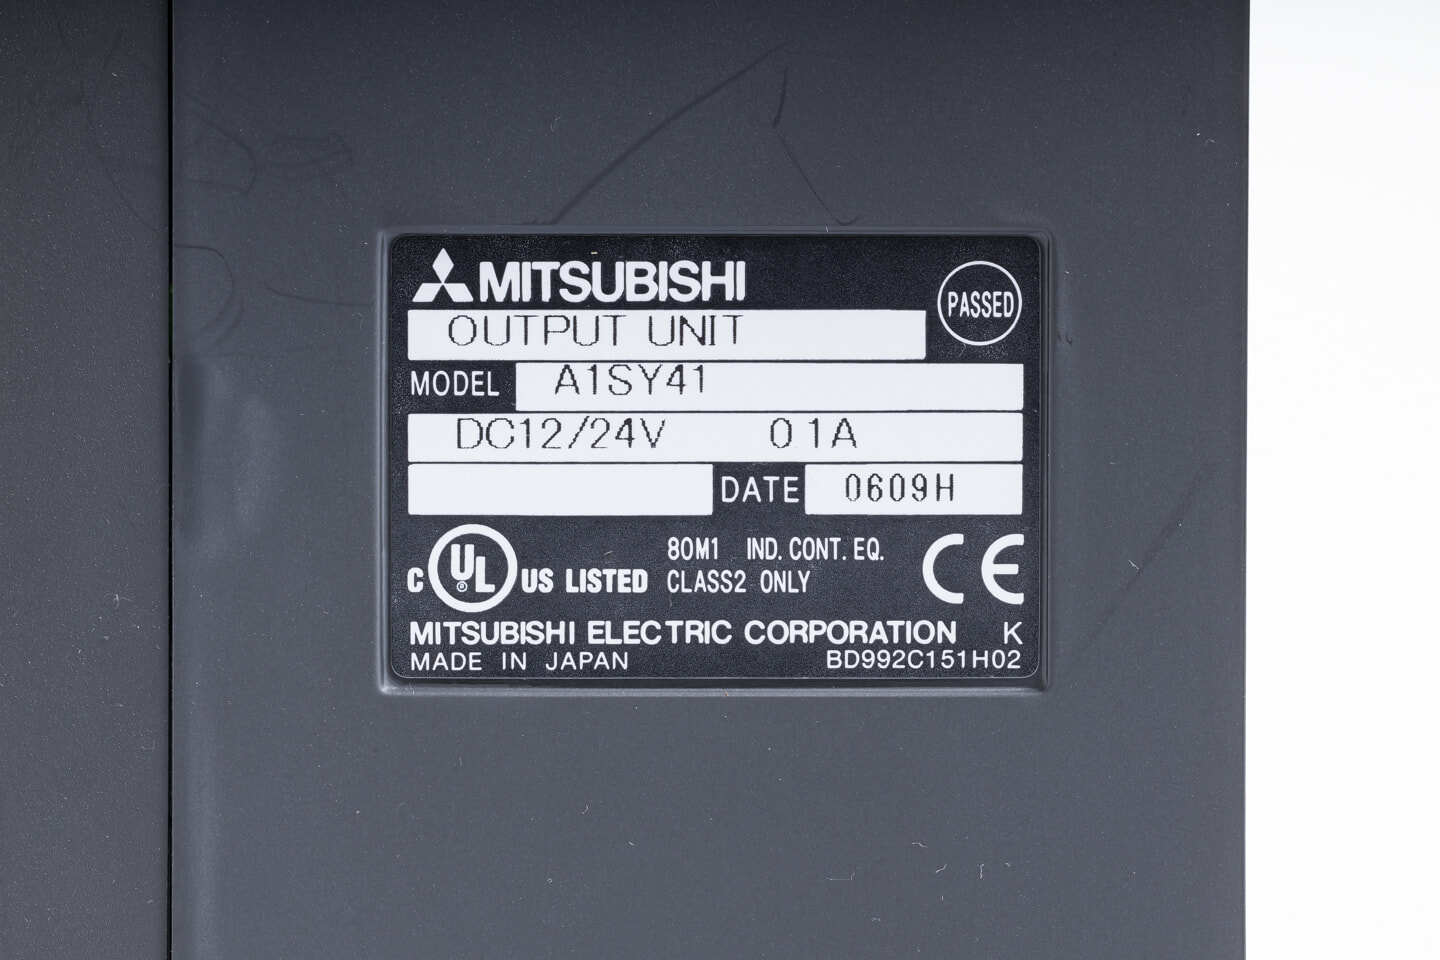 MITSUBISHI
PASSED
OUTPUT UNIT
MODEL A1SY41
DC12/24V 0 1A
DATE 0609H
C UL ® US LISTED
80M1 IND. CONT. EQ.
CLASS2 ONLY
CE
MITSUBISHI ELECTRIC CORPORATION K
MADE IN JAPAN BD992C151H02